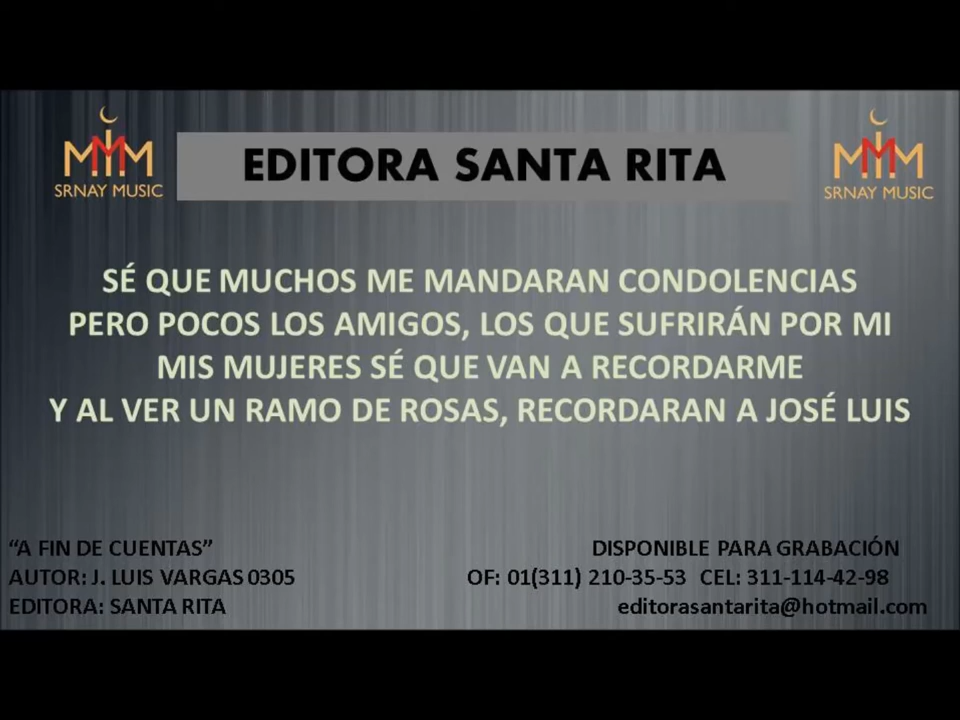 SRNAY MUSIC
EDITORA SANTA RITA
SRNAY MUSIC
SÉ QUE MUCHOS ME MANDARAN CONDOLENCIAS
PERO POCOS LOS AMIGOS, LOS QUE SUFRIRÁN POR MI
MIS MUJERES SÉ QUE VAN A RECORDARME
Y AL VER UN RAMO DE ROSAS, RECORDARAN A JOSÉ LUIS
“A FIN DE CUENTAS”
AUTOR: J. LUIS VARGAS 0305
EDITORA: SANTA RITA
DISPONIBLE PARA GRABACIÓN
OF: 01(311) 210-35-53 CEL: 311-114-42-98
editorasantarita@hotmail.com